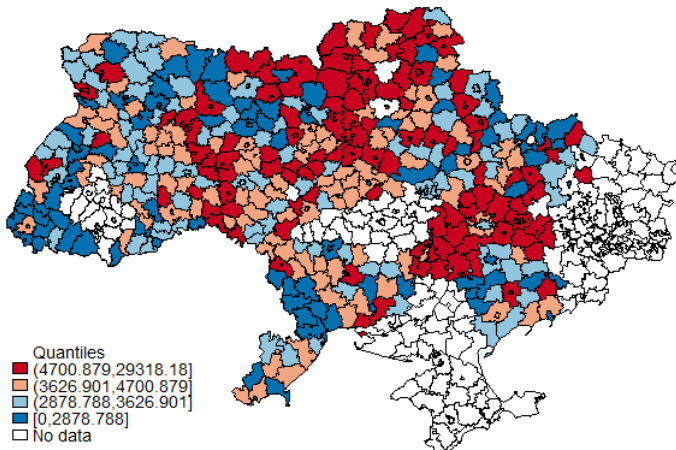 Quantiles
(4700.879,29318.18]
(3626.901,4700.879]
(2878.788,3626.901]
[0,2878.788]
No data